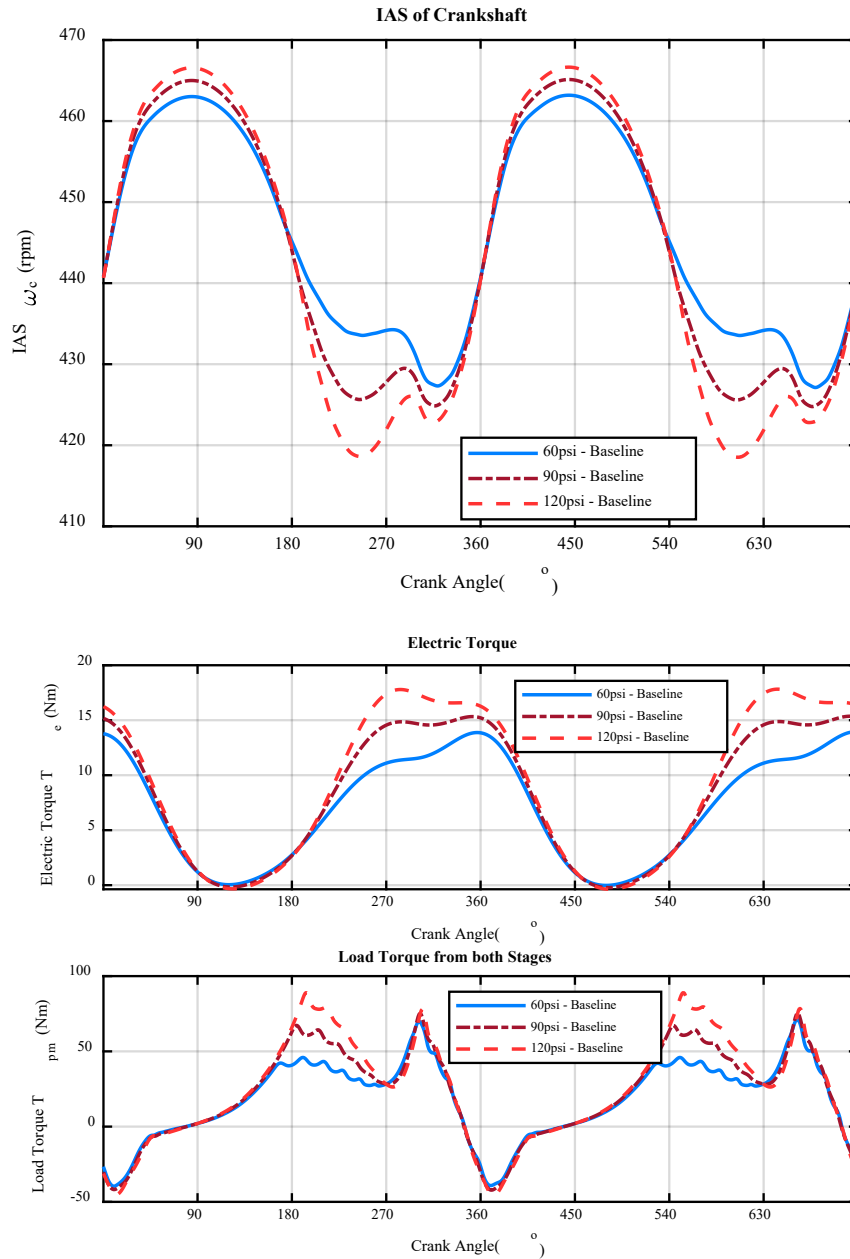 IAS of Crankshaft
470
460
450
440
430
420
410
IAS ω c (rpm)
60psi - Baseline
90psi - Baseline
120psi - Baseline
90 180 270 360 450 540 630
Crank Angle( o )
Electric Torque
20
15
10
5
0
Electric Torque T e (Nm)
60psi - Baseline
90psi - Baseline
120psi - Baseline
90 180 270 360 450 540 630
Crank Angle( o )
Load Torque from both Stages
100
50
0
-50
Load Torque T pm (Nm)
60psi - Baseline
90psi - Baseline
120psi - Baseline
90 180 270 360 450 540 630
Crank Angle( o )